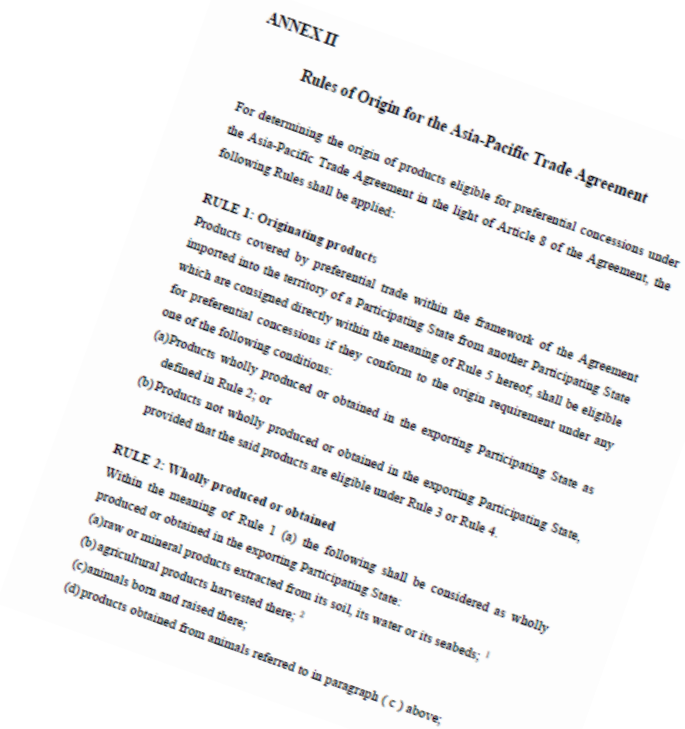 ANNEX II
Rules of Origin for the Asia-Pacific Trade Agreement
For determining the origin of products eligible for preferential concessions under
the Asia-Pacific Trade Agreement in the light of Article 8 of the Agreement, the
following Rules shall be applied:
RULE 1: Originating products
Products covered by preferential trade within the framework of the Agreement
imported into the territory of a Participating State from another Participating State
which are consigned directly within the meaning of Rule 5 hereof, shall be eligible
for preferential concessions if they conform to the origin requirement under any
one of the following conditions:
(a)Products wholly produced or obtained in the exporting Participating State as
defined in Rule 2; or
(b)Products not wholly produced or obtained in the exporting Participating State,
provided that the said products are eligible under Rule 3 or Rule 4.
RULE 2: Wholly produced or obtained
Within the meaning of Rule 1 (a) the following shall be considered as wholly
produced or obtained in the exporting Participating State:
(a)raw or mineral products extracted from its soil, its water or its seabeds; 1
(b)agricultural products harvested there; 2
(c)animals born and raised there;
(d)products obtained from animals referred to in paragraph ( c ) above;